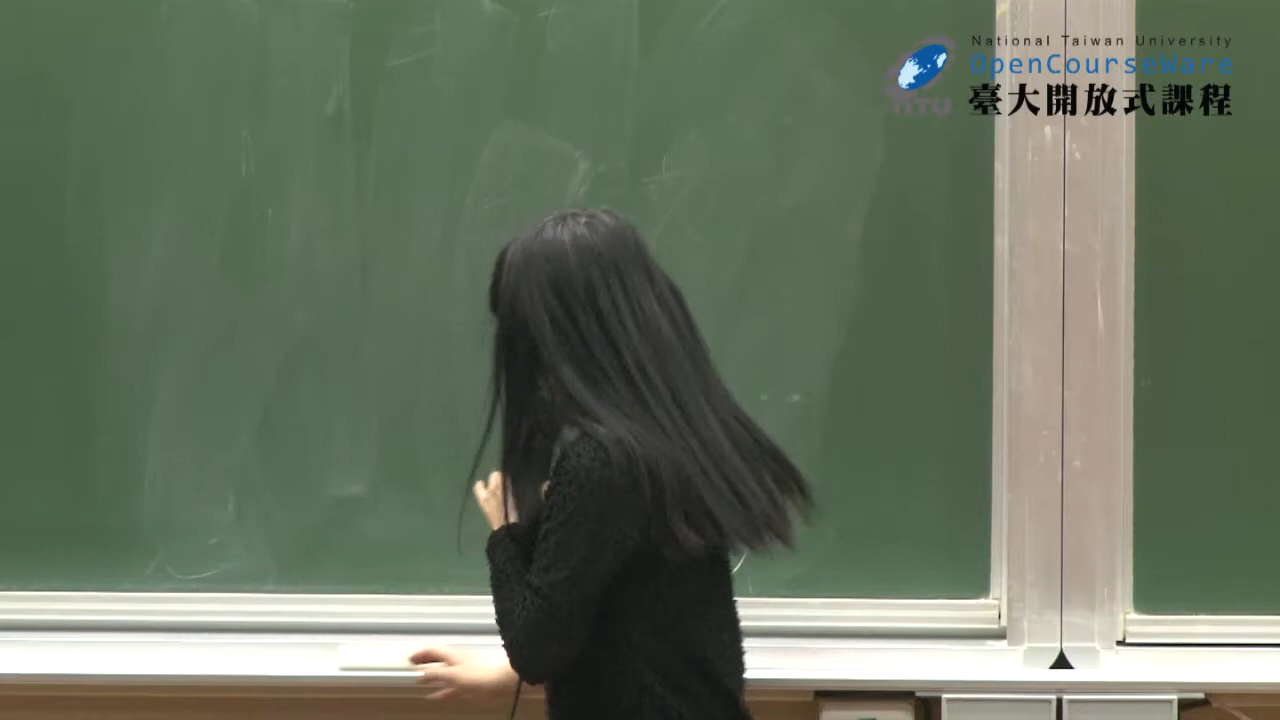 National Taiwan University
OpenCourseWare
NTU
臺大開放式課程